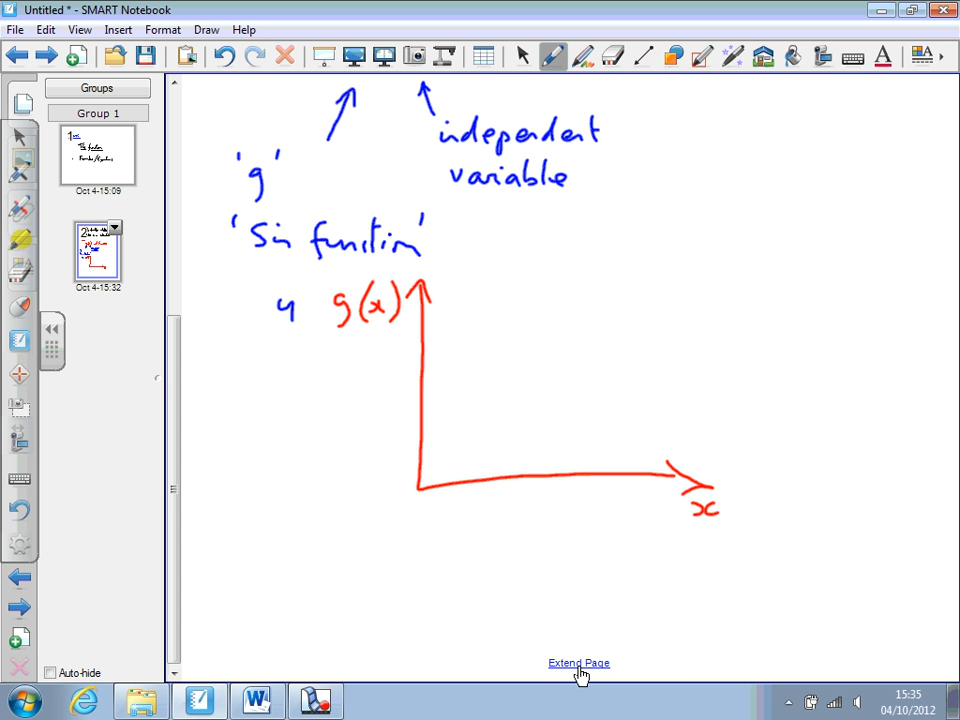 Untitled * - SMART Notebook
File Edit View Insert Format Draw Help
Groups
Group 1
Oct 4-15:09
Oct 4-15:32
independent
variable
'g'
'Sin function'
y g(x)
x
Extend Page
Auto-hide
15:35
04/10/2012